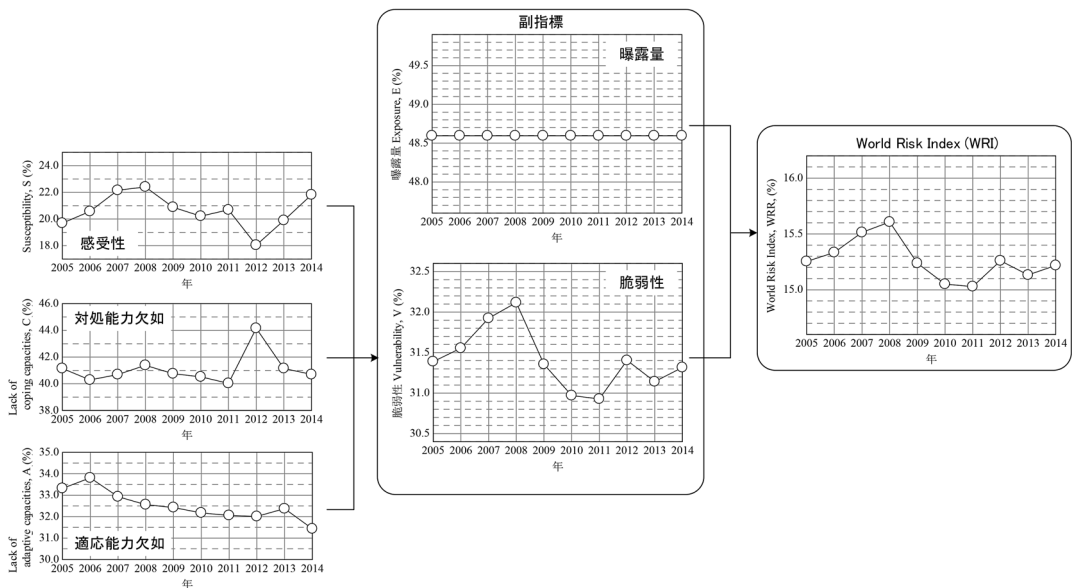 Susceptibility, S (%)
24.0
22.0
20.0
18.0
感受性
2005 2006 2007 2008 2009 2010 2011 2012 2013 2014
年
Lack of
coping capacities, C (%)
46.0
44.0
42.0
40.0
38.0
対処能力欠如
2005 2006 2007 2008 2009 2010 2011 2012 2013 2014
年
Lack of
adaptive capacities, A (%)
35.0
34.0
33.0
32.0
31.0
30.0
適応能力欠如
2005 2006 2007 2008 2009 2010 2011 2012 2013 2014
年
副指標
曝露量 Exposure, E (%)
49.5
49.0
48.5
48.0
曝露量
2005 2006 2007 2008 2009 2010 2011 2012 2013 2014
年
脆弱性 Vulnerability, V (%)
32.5
32.0
31.5
31.0
30.5
脆弱性
2005 2006 2007 2008 2009 2010 2011 2012 2013 2014
年
World Risk Index (WRI)
World Risk Index, WRR, (%)
16.0
15.5
15.0
2005 2006 2007 2008 2009 2010 2011 2012 2013 2014
年